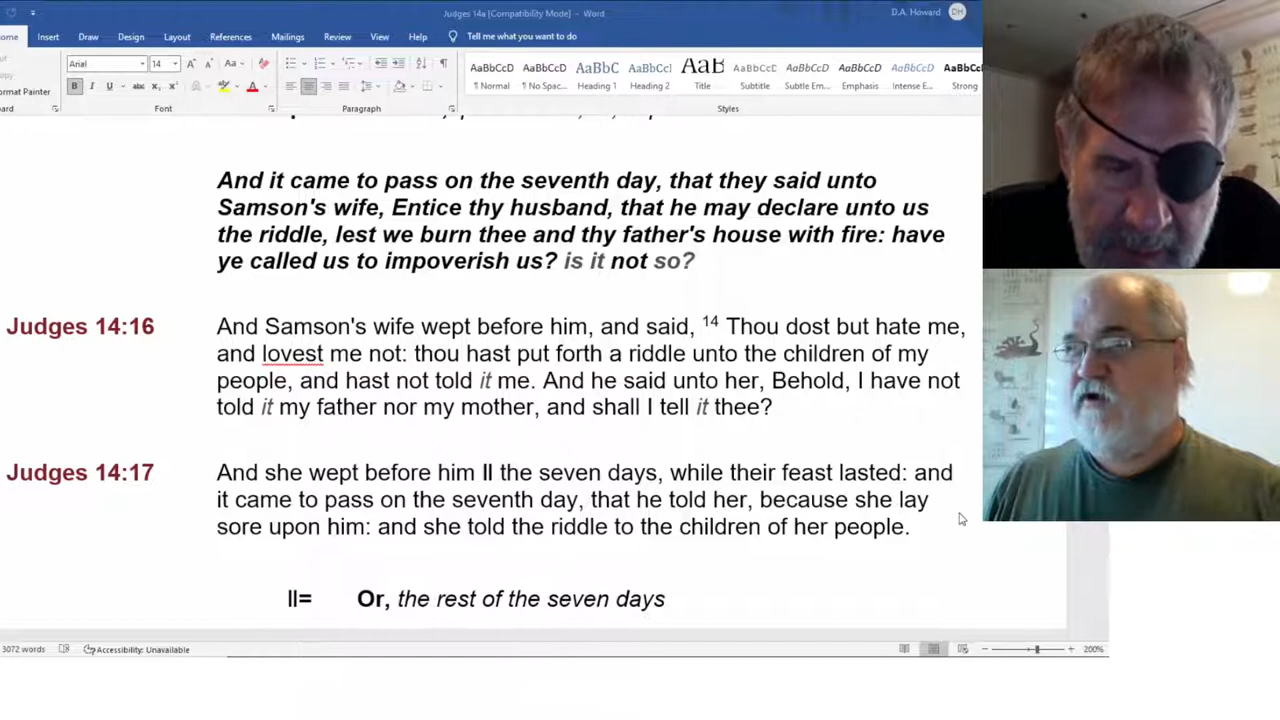 Judges 14a [Compatibility Mode] - Word
D.A. Howard DH
ome Insert Draw Design Layout References Mailings Review View Help Tell me what you want to do
Arial 14 Aa
ormat Painter B I U abc x₂ x² A
ard Font Paragraph Styles
AaBbCcD AaBbCcD AaBbC AaBbCcI AaB AaBbCcD AaBbCcD AaBbCcD AaBbCcD AaBbCc
¶ Normal ¶ No Spac... Heading 1 Heading 2 Title Subtitle Subtle Em... Emphasis Intense E... Strong
And it came to pass on the seventh day, that they said unto
Samson's wife, Entice thy husband, that he may declare unto us
the riddle, lest we burn thee and thy father's house with fire: have
ye called us to impoverish us? is it not so?
Judges 14:16 And Samson's wife wept before him, and said, 14 Thou dost but hate me,
and lovest me not: thou hast put forth a riddle unto the children of my
people, and hast not told it me. And he said unto her, Behold, I have not
told it my father nor my mother, and shall I tell it thee?
Judges 14:17 And she wept before him ǁ the seven days, while their feast lasted: and
it came to pass on the seventh day, that he told her, because she lay
sore upon him: and she told the riddle to the children of her people.
ǁ= Or, the rest of the seven days
3072 words Accessibility: Unavailable 200%